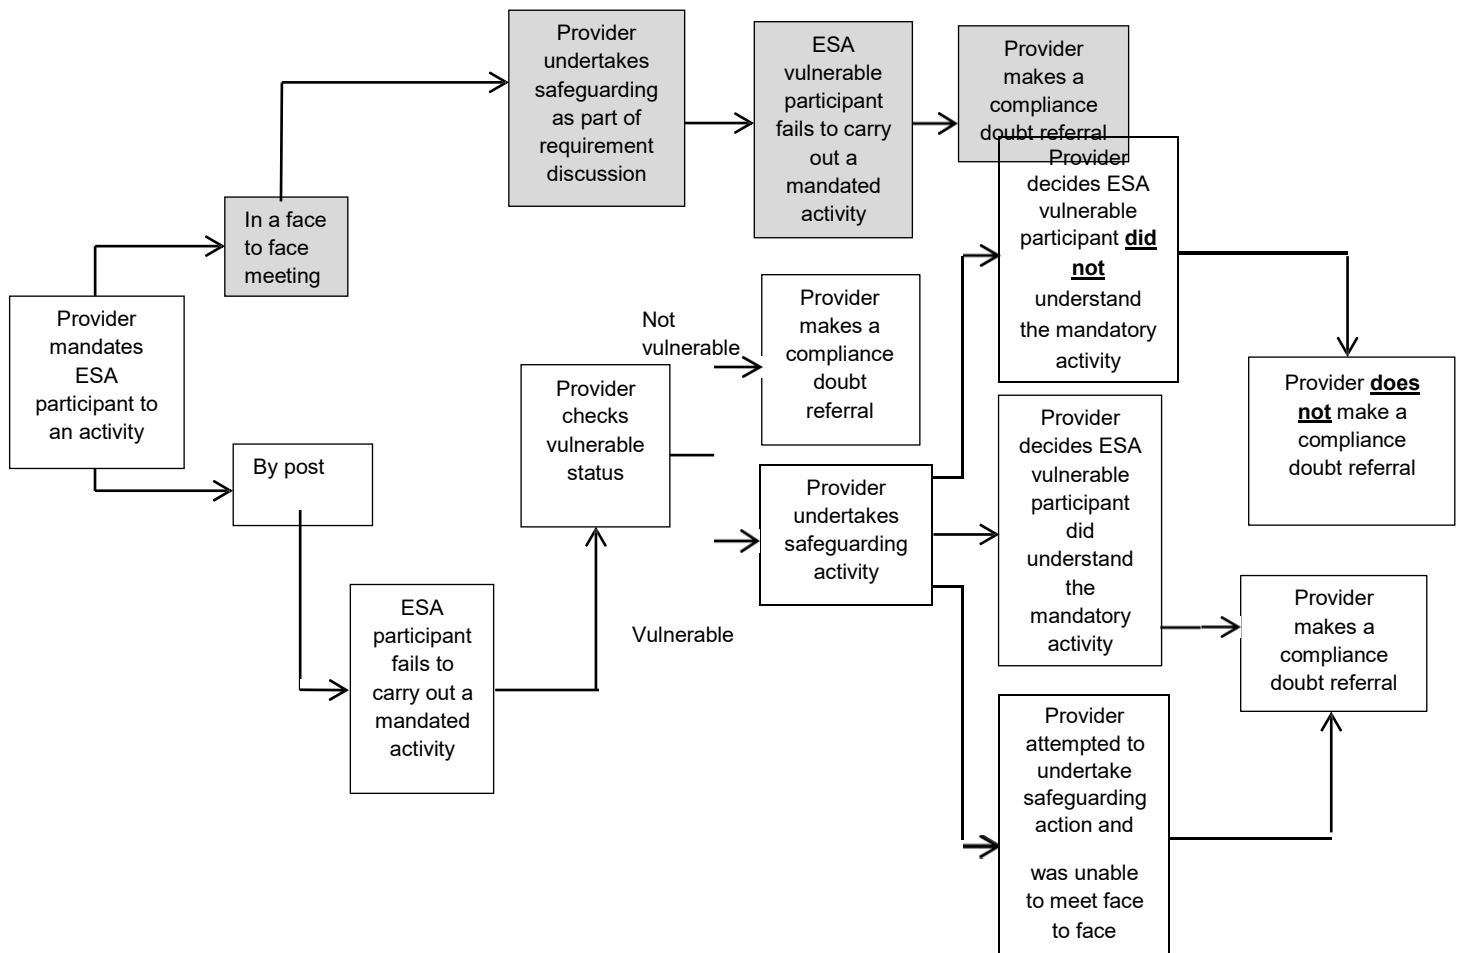 Provider
undertakes
safeguarding
as part of
requirement
discussion
ESA
vulnerable
participant
fails to carry
out a
mandated
activity
Provider
makes a
compliance
doubt referral
In a face
to face
meeting
Provider
mandates
ESA
participant to
an activity
By post
ESA
participant
fails to
carry out a
mandated
activity
Provider
checks
vulnerable
status
Not
vulnerable
Vulnerable
Provider
makes a
compliance
doubt
referral
Provider
undertakes
safeguarding
activity
Provider
decides ESA
vulnerable
participant did
not
understand
the mandatory
activity
Provider does
not make a
compliance
doubt referral
Provider
decides ESA
vulnerable
participant
did
understand
the
mandatory
activity
Provider
makes a
compliance
doubt referral
Provider
attempted to
undertake
safeguarding
action and
was unable
to meet face
to face